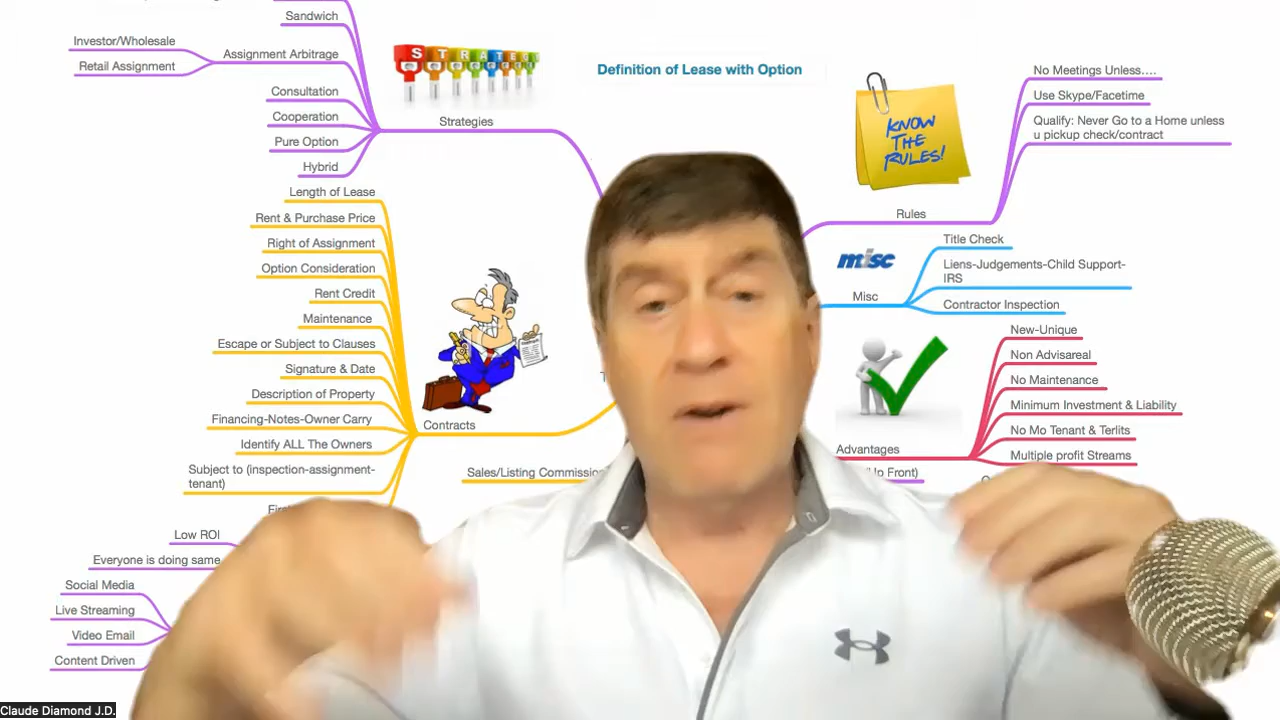 Sandwich
Investor/Wholesale
Retail Assignment
Assignment Arbitrage
Consultation
Cooperation
Pure Option
Hybrid
Strategies
STRATEGY
Definition of Lease with Option
KNOW
THE
RULES!
No Meetings Unless....
Use Skype/Facetime
Qualify: Never Go to a Home unless
u pickup check/contract
Rules
Length of Lease
Rent & Purchase Price
Right of Assignment
Option Consideration
Rent Credit
Maintenance
Escape or Subject to Clauses
Signature & Date
Description of Property
Financing-Notes-Owner Carry
Identify ALL The Owners
Subject to (inspection-assignment-
tenant)
Contracts
misc
Misc
Title Check
Liens-Judgements-Child Support-
IRS
Contractor Inspection
New-Unique
Non Advisareal
No Maintenance
Minimum Investment & Liability
No Mo Tenant & Terlits
Multiple profit Streams
Advantages
Sales/Listing
Front)
Low ROI
Everyone is doing same
Social Media
Live Streaming
Video Email
Content Driven
Claude Diamond J.D.